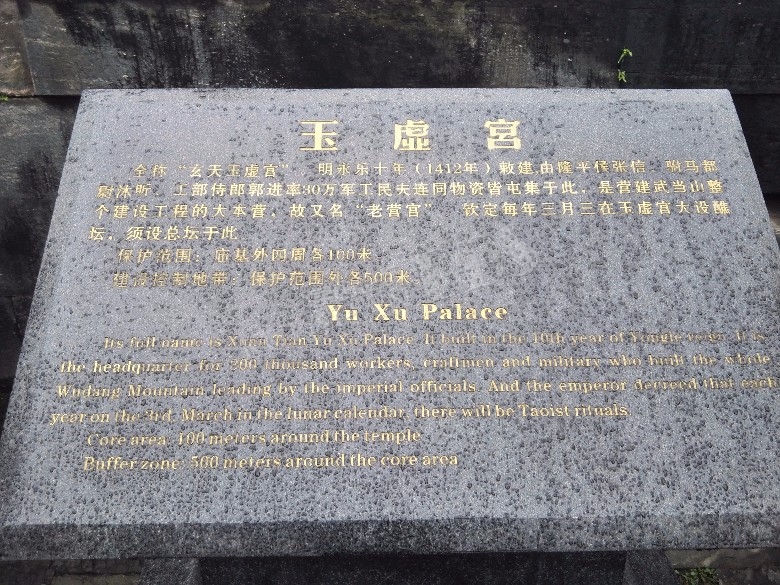 玉虚宫
全称“玄天玉虚宫”，明永乐十年（1412年）敕建，由隆平候张信、驸马都
尉沐昕、工部侍郎郭进率30万军工民夫连同物资皆屯集于此，是营建武当山整
个建设工程的大本营，故又名“老营宫”。钦定每年三月三在玉虚宫大设醮
坛，须设总坛于此。
保护范围：庙基外四周各100米。
建设控制地带：保护范围外各500米。
Yu Xu Palace
Its full name is Xuan Tian Yu Xu Palace. It built in the 10th year of Yongle reign. It is
the headquarter for 300 thousand workers, craftmen and military who built the whole
Wudang Mountain leading by the imperial officials. And the emperor decreed that each
year on the 3rd. March in the lunar calendar, there will be Taoist rituals.
Core area: 100 meters around the temple
Buffer zone: 500 meters around the core area